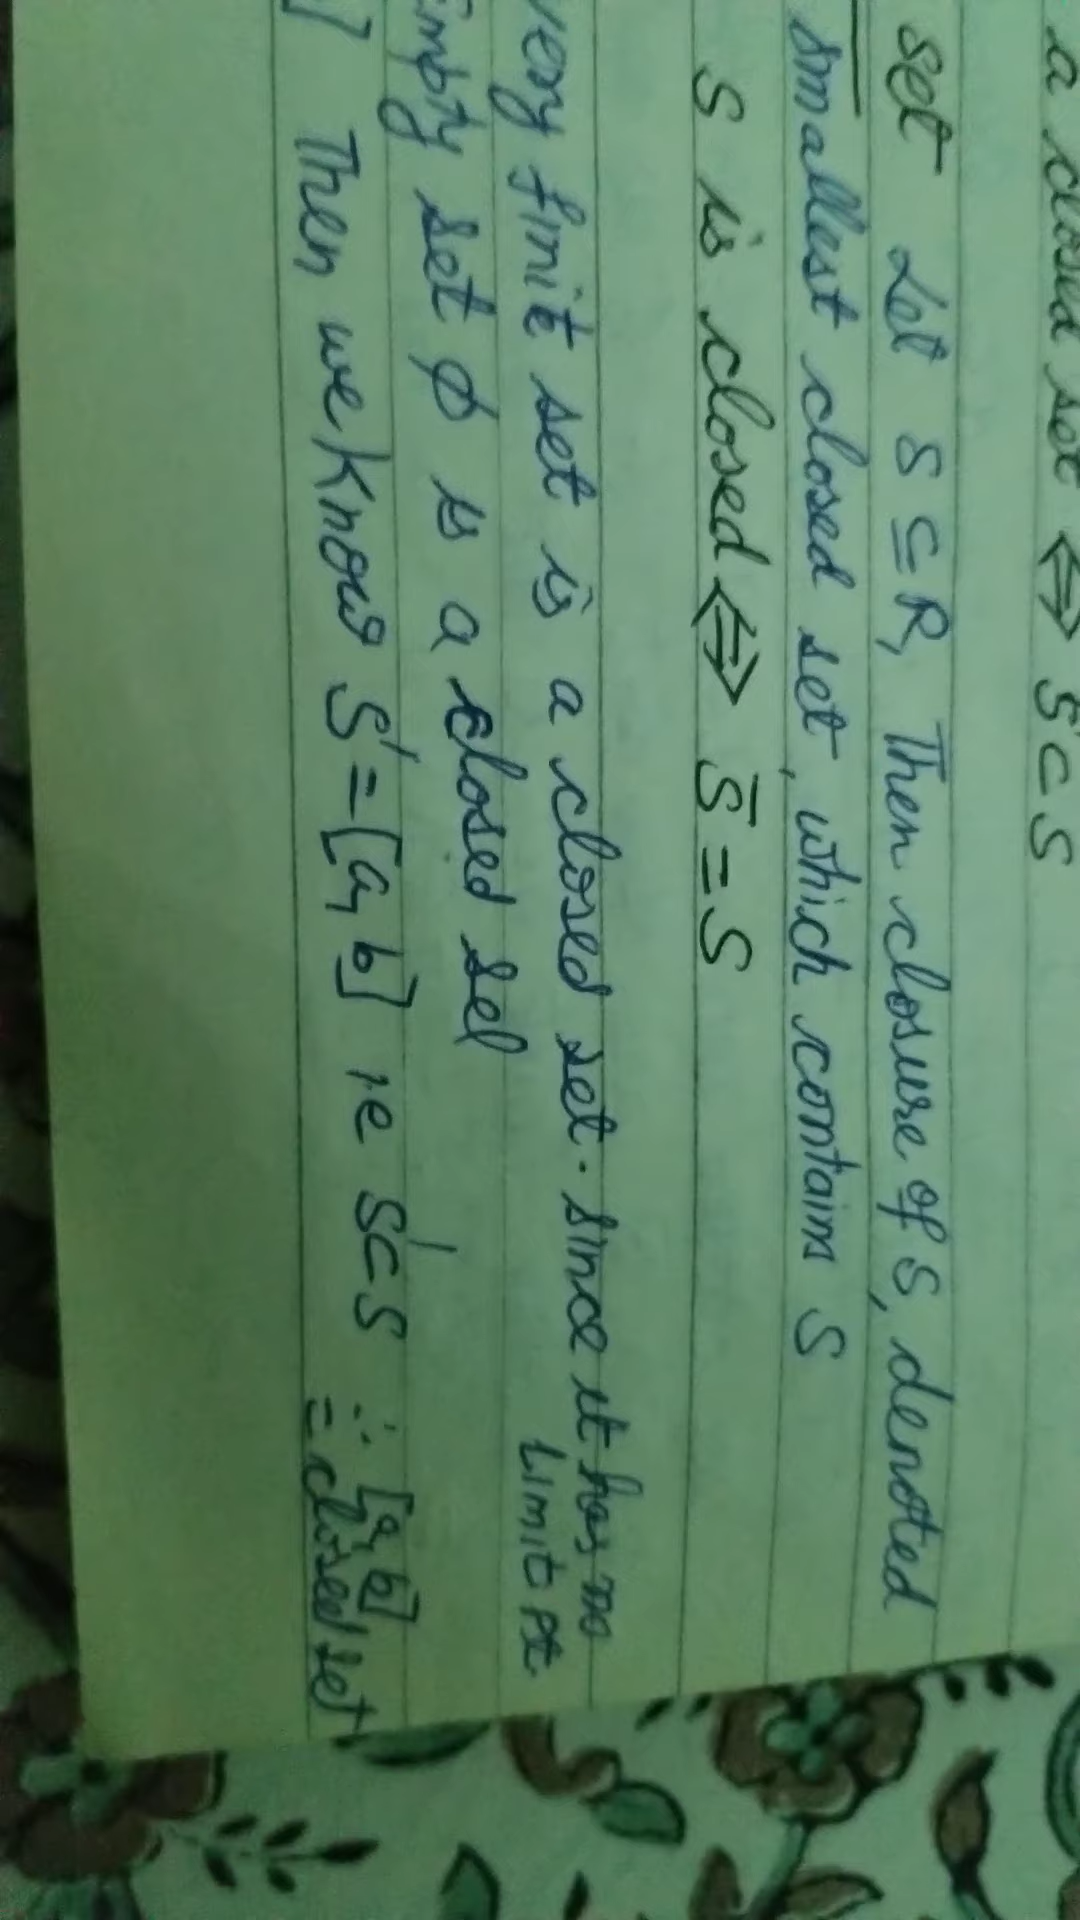 a closed set ⇔ S̄ ⊂ S
set Let S ⊆ R, Then closure of S, denoted
smallest closed set, which contains S
S is closed ⇔ S̄ = S
very finite set is a closed set. since it has no
Limit pt
Empty set ϕ is a closed set
] Then we know S' = [a, b] ie S' ⊂ S ∴ [a, b]
= closed set